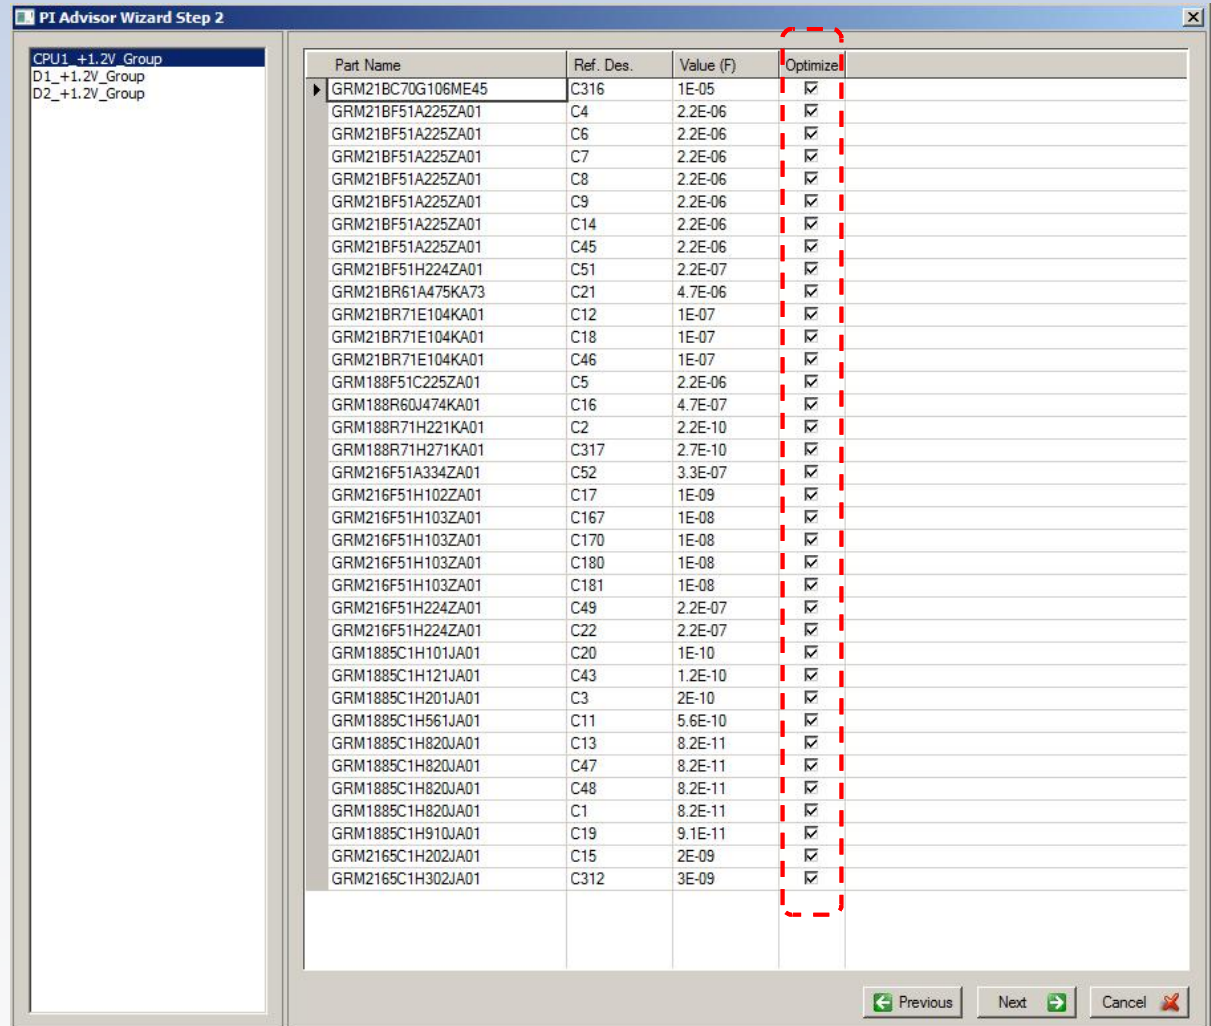 PI Advisor Wizard Step 2
CPU1_+1.2V_Group
D1_+1.2V_Group
D2_+1.2V_Group
Part Name Ref. Des. Value (F) Optimize
GRM21BC70G106ME45 C316 1E-05
GRM21BF51A225ZA01 C4 2.2E-06
GRM21BF51A225ZA01 C6 2.2E-06
GRM21BF51A225ZA01 C7 2.2E-06
GRM21BF51A225ZA01 C8 2.2E-06
GRM21BF51A225ZA01 C9 2.2E-06
GRM21BF51A225ZA01 C14 2.2E-06
GRM21BF51A225ZA01 C45 2.2E-06
GRM21BF51H224ZA01 C51 2.2E-07
GRM21BR61A475KA73 C21 4.7E-06
GRM21BR71E104KA01 C12 1E-07
GRM21BR71E104KA01 C18 1E-07
GRM21BR71E104KA01 C46 1E-07
GRM188F51C225ZA01 C5 2.2E-06
GRM188R60J474KA01 C16 4.7E-07
GRM188R71H221KA01 C2 2.2E-10
GRM188R71H271KA01 C317 2.7E-10
GRM216F51A334ZA01 C52 3.3E-07
GRM216F51H102ZA01 C17 1E-09
GRM216F51H103ZA01 C167 1E-08
GRM216F51H103ZA01 C170 1E-08
GRM216F51H103ZA01 C180 1E-08
GRM216F51H103ZA01 C181 1E-08
GRM216F51H224ZA01 C49 2.2E-07
GRM216F51H224ZA01 C22 2.2E-07
GRM1885C1H101JA01 C20 1E-10
GRM1885C1H121JA01 C43 1.2E-10
GRM1885C1H201JA01 C3 2E-10
GRM1885C1H561JA01 C11 5.6E-10
GRM1885C1H820JA01 C13 8.2E-11
GRM1885C1H820JA01 C47 8.2E-11
GRM1885C1H820JA01 C48 8.2E-11
GRM1885C1H820JA01 C1 8.2E-11
GRM1885C1H910JA01 C19 9.1E-11
GRM2165C1H202JA01 C15 2E-09
GRM2165C1H302JA01 C312 3E-09
Previous Next Cancel